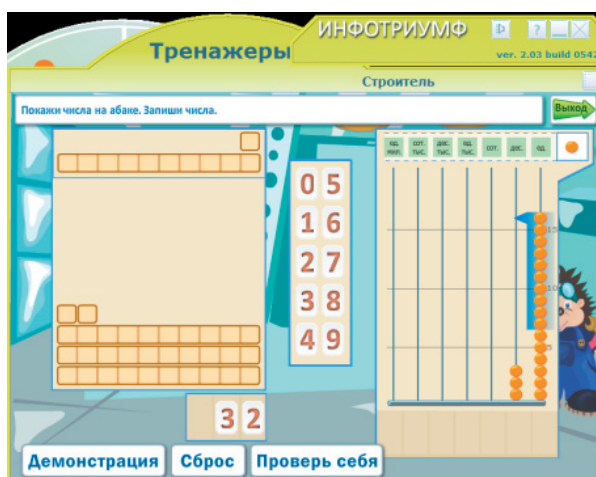 ИНФОТРИУМФ
?
Тренажеры
ver. 2.03 build 0542
Строитель
Покажи числа на абаке. Запиши числа.
Выход
ед. мил. сот. тыс. дес. тыс. ед. тыс. сот. дес. ед.
0 5
1 6
2 7
3 8
4 9
15
10
5
3 2
Демонстрация Сброс Проверь себя